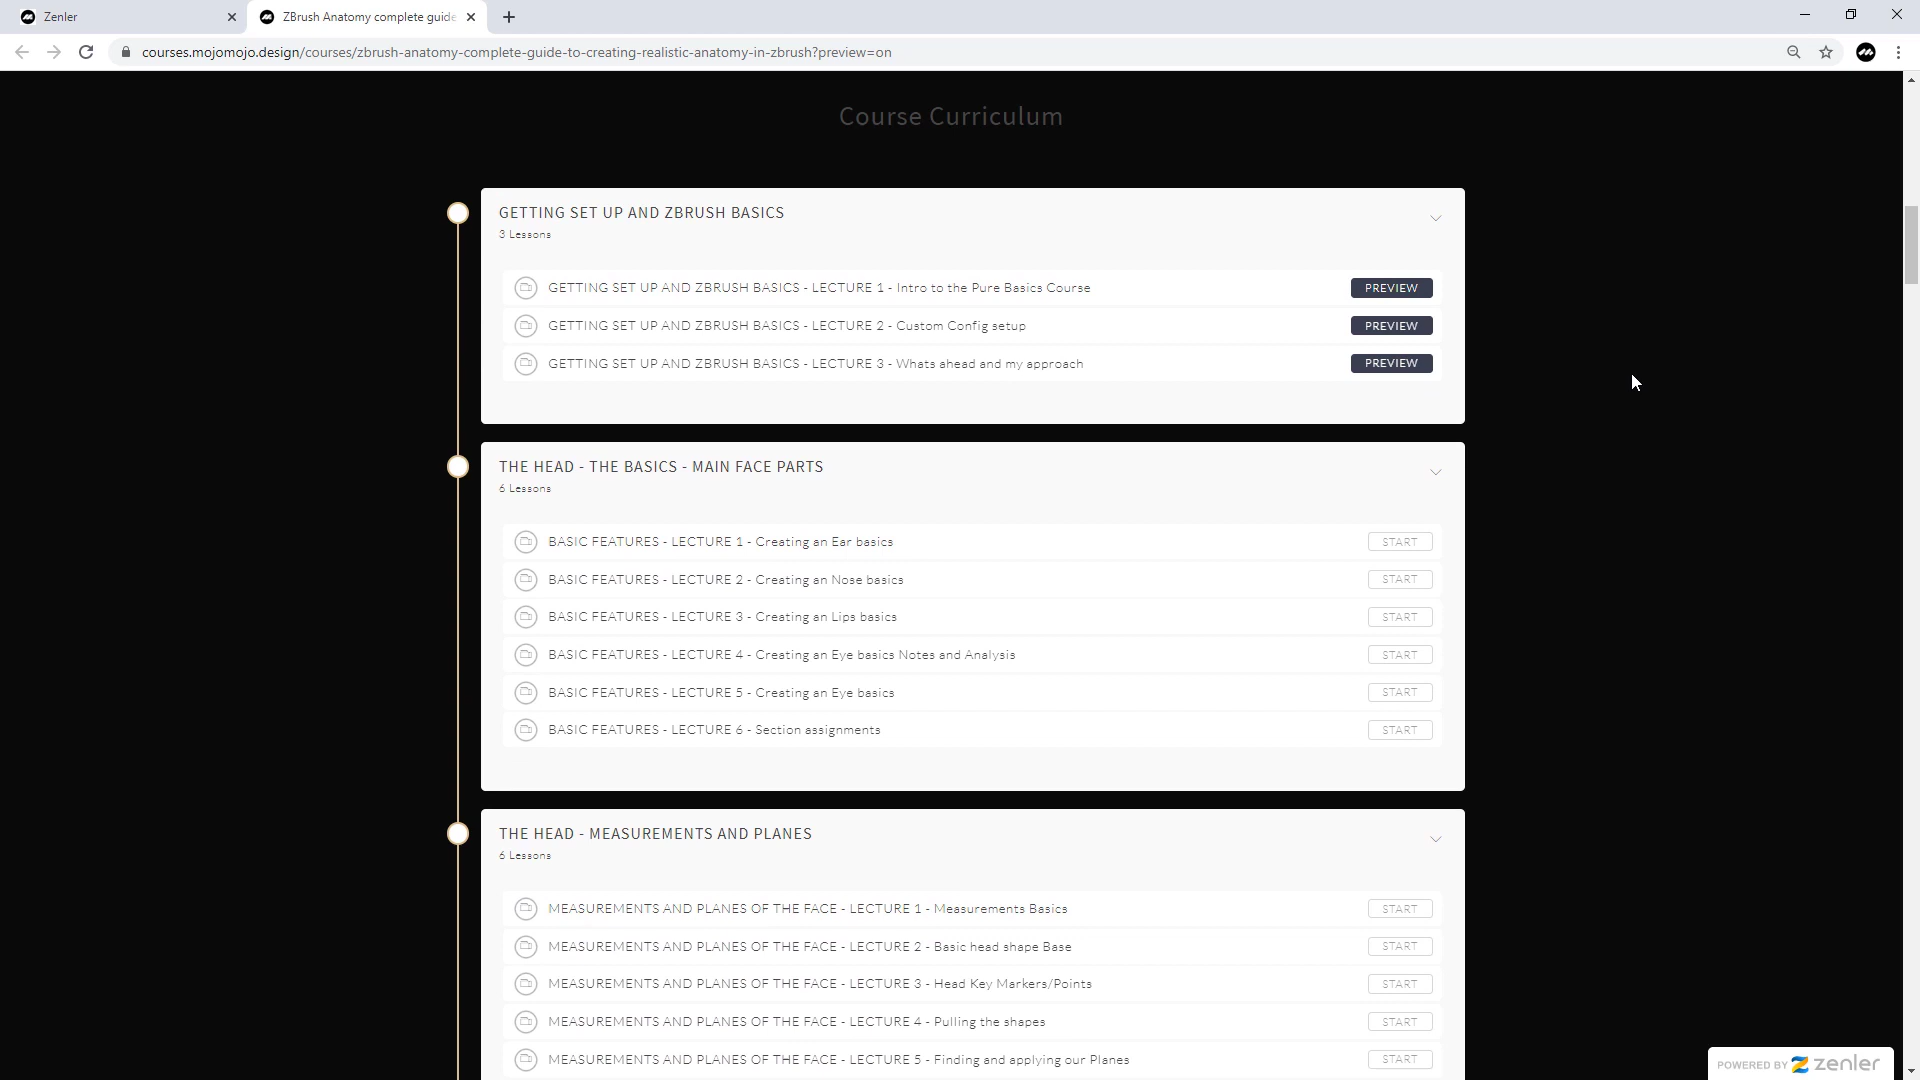 Zenler
ZBrush Anatomy complete guide
courses.mojomojo.design/courses/zbrush-anatomy-complete-guide-to-creating-realistic-anatomy-in-zbrush?preview=on
Course Curriculum
GETTING SET UP AND ZBRUSH BASICS
3 Lessons
GETTING SET UP AND ZBRUSH BASICS - LECTURE 1 - Intro to the Pure Basics Course PREVIEW
GETTING SET UP AND ZBRUSH BASICS - LECTURE 2 - Custom Config setup PREVIEW
GETTING SET UP AND ZBRUSH BASICS - LECTURE 3 - Whats ahead and my approach PREVIEW
THE HEAD - THE BASICS - MAIN FACE PARTS
6 Lessons
BASIC FEATURES - LECTURE 1 - Creating an Ear basics START
BASIC FEATURES - LECTURE 2 - Creating an Nose basics START
BASIC FEATURES - LECTURE 3 - Creating an Lips basics START
BASIC FEATURES - LECTURE 4 - Creating an Eye basics Notes and Analysis START
BASIC FEATURES - LECTURE 5 - Creating an Eye basics START
BASIC FEATURES - LECTURE 6 - Section assignments START
THE HEAD - MEASUREMENTS AND PLANES
6 Lessons
MEASUREMENTS AND PLANES OF THE FACE - LECTURE 1 - Measurements Basics START
MEASUREMENTS AND PLANES OF THE FACE - LECTURE 2 - Basic head shape Base START
MEASUREMENTS AND PLANES OF THE FACE - LECTURE 3 - Head Key Markers/Points START
MEASUREMENTS AND PLANES OF THE FACE - LECTURE 4 - Pulling the shapes START
MEASUREMENTS AND PLANES OF THE FACE - LECTURE 5 - Finding and applying our Planes START
POWERED BY zenler